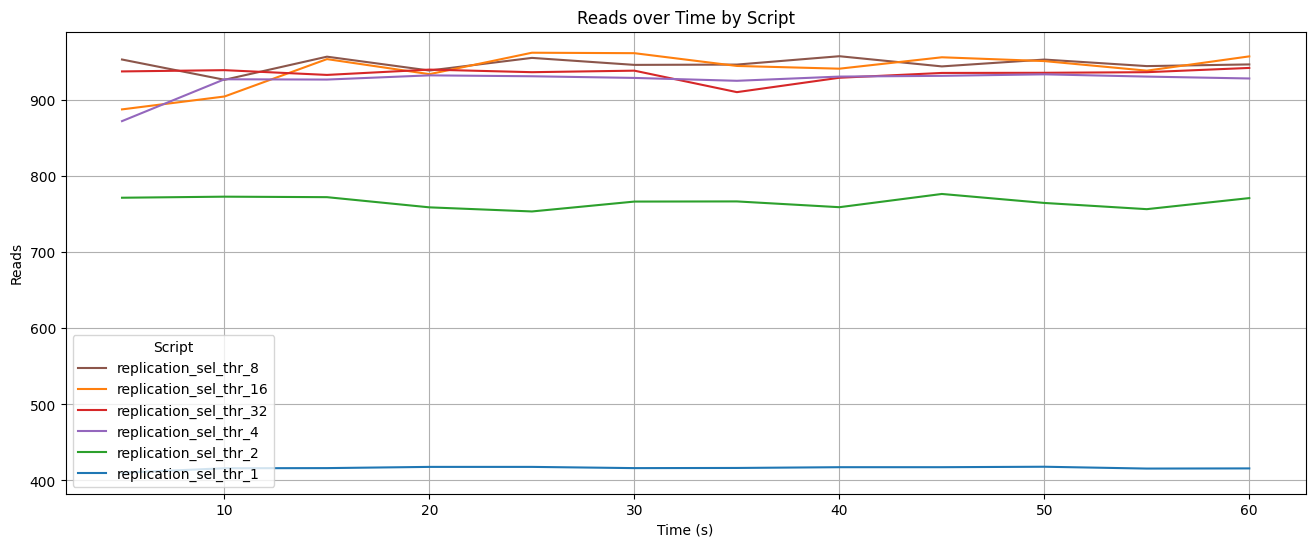 Reads over Time by Script
Reads
900
800
700
600
500
400
Script
replication_sel_thr_8
replication_sel_thr_16
replication_sel_thr_32
replication_sel_thr_4
replication_sel_thr_2
replication_sel_thr_1
10 20 30 40 50 60
Time (s)